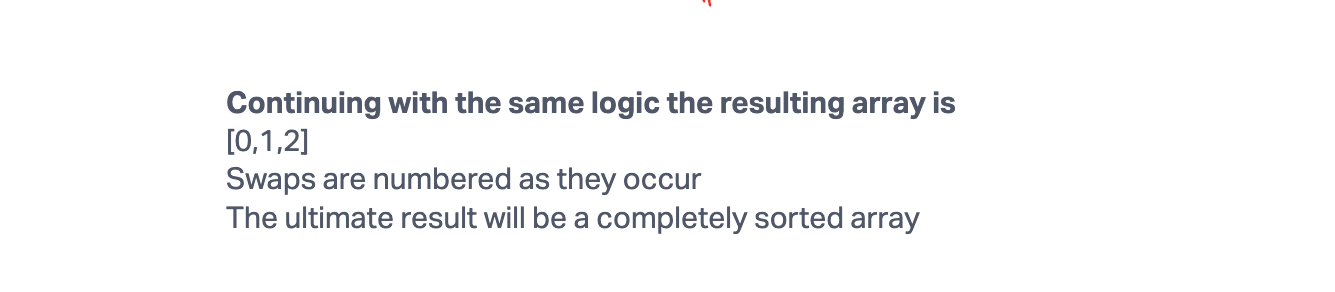 Continuing with the same logic the resulting array is
[0,1,2]
Swaps are numbered as they occur
The ultimate result will be a completely sorted array